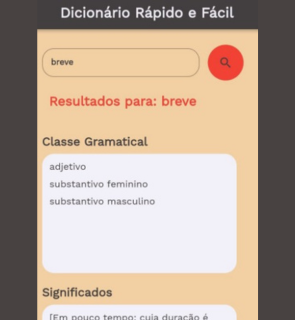 Dicionário Rápido e Fácil
breve
Resultados para: breve
Classe Gramatical
adjetivo
substantivo feminino
substantivo masculino
Significados
[Em pouco tempo; cuja duração é